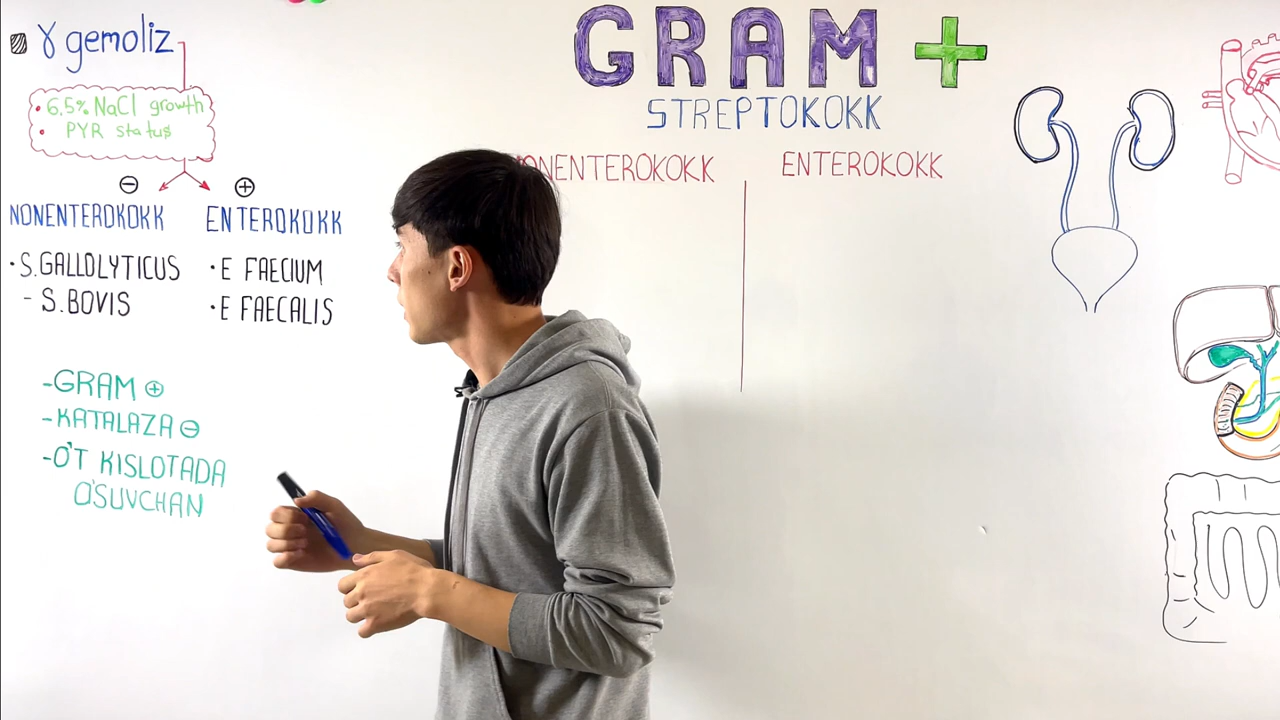 γ gemoliz
• 6.5% NaCl growth
• PYR status
⊖ ⊕
NONENTEROKOKK
ENTEROKOKK
• S. GALLOLYTICUS
- S. BOVIS
• E FAECIUM
• E FAECALIS
- GRAM ⊕
- KATALAZA ⊖
- O'T KISLOTADA
O'SUVCHAN
GRAM +
STREPTOKOKK
NONENTEROKOKK
ENTEROKOKK